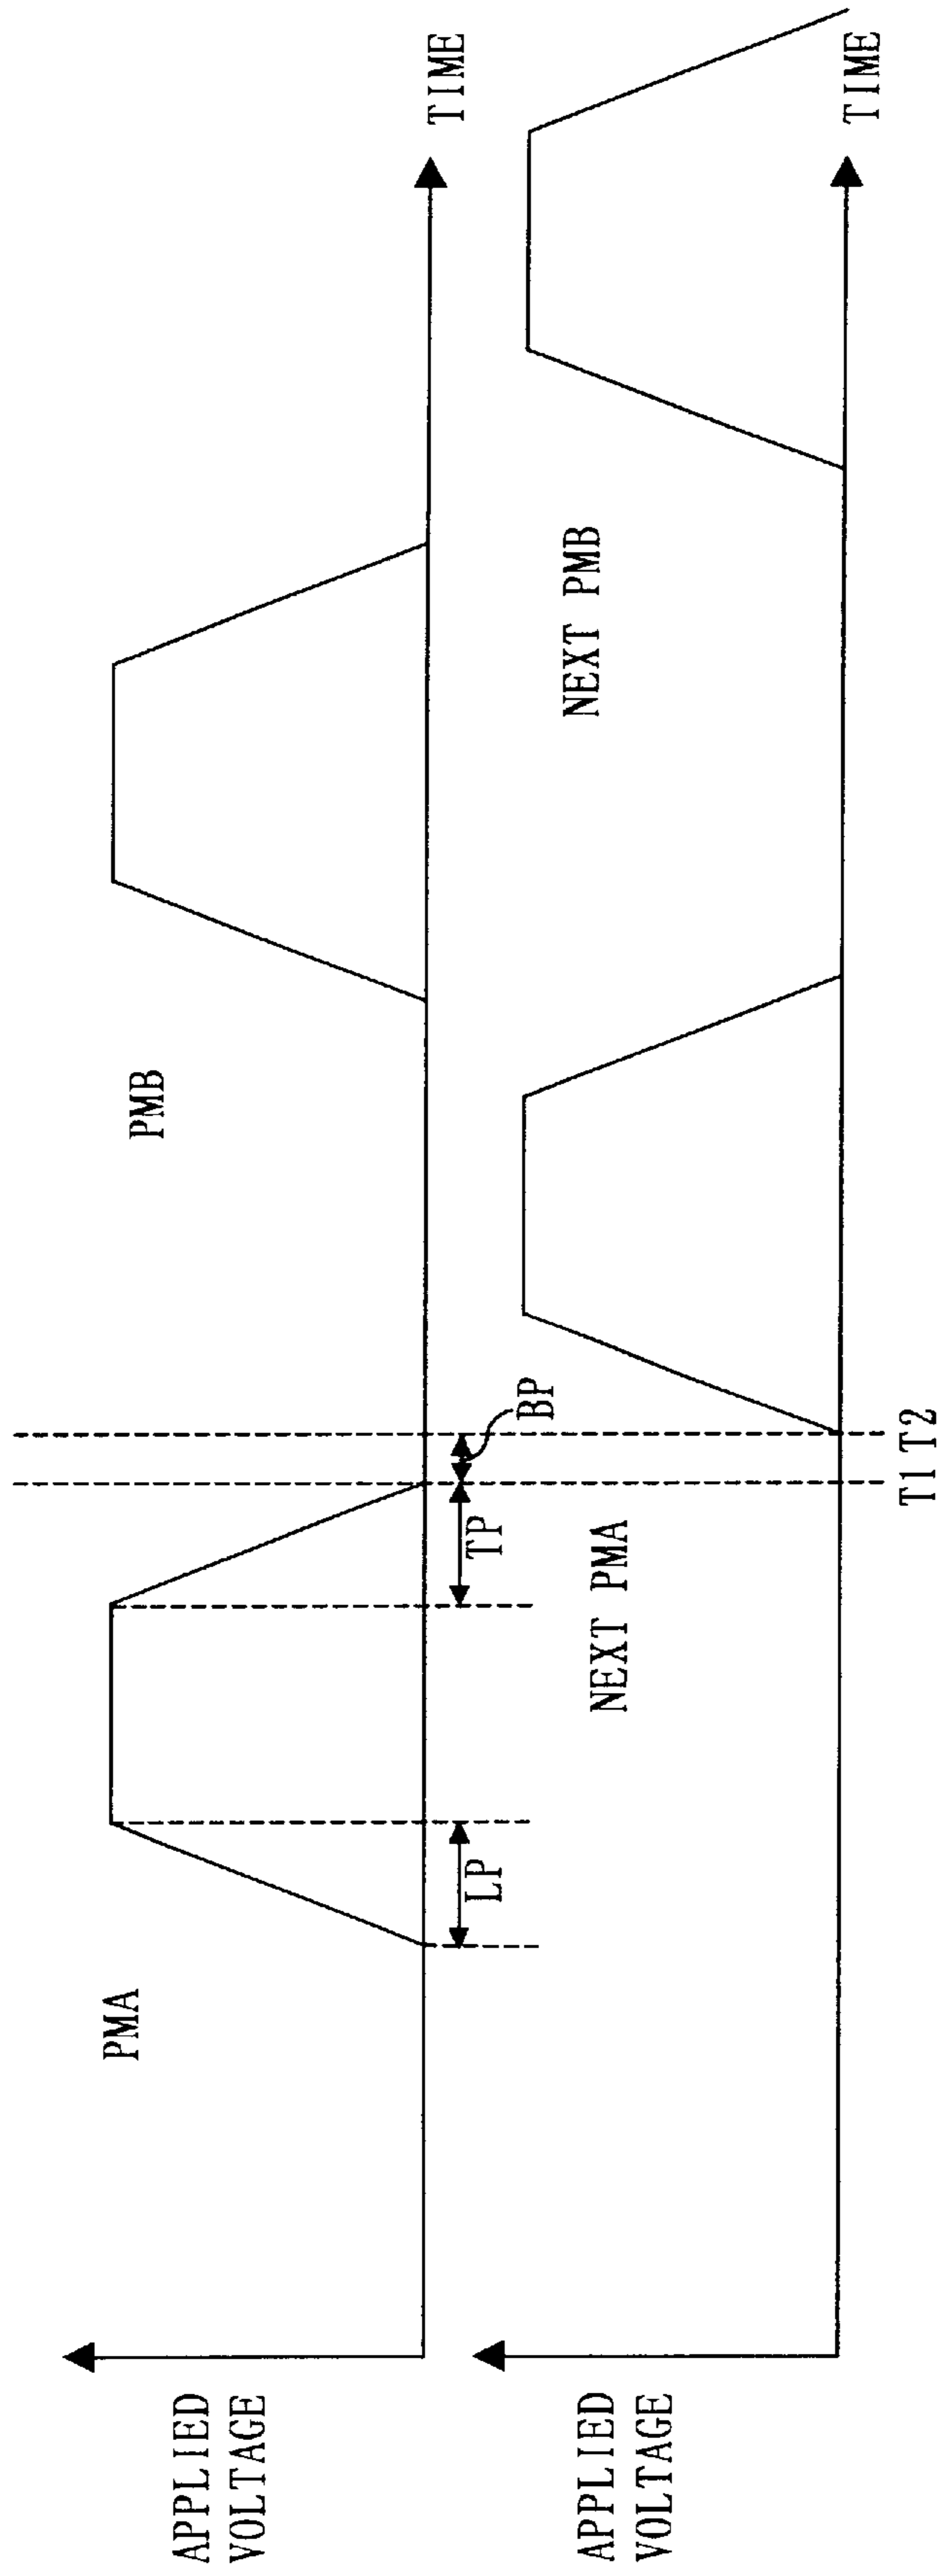 APPLIED
VOLTAGE
PMA
PMB
LP
TP
BP
TIME
APPLIED
VOLTAGE
NEXT PMA
NEXT PMB
TIME
T1 T2